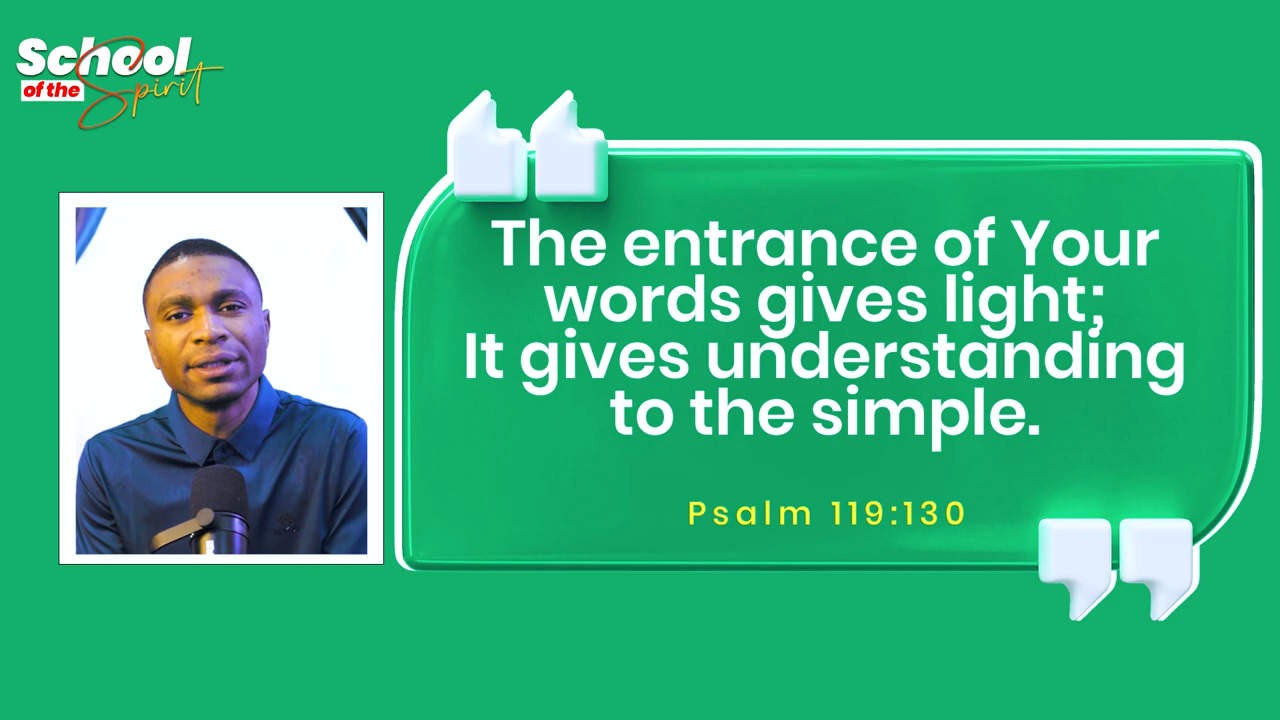 School
of the Spirit
The entrance of Your
words gives light;
It gives understanding
to the simple.
Psalm 119:130